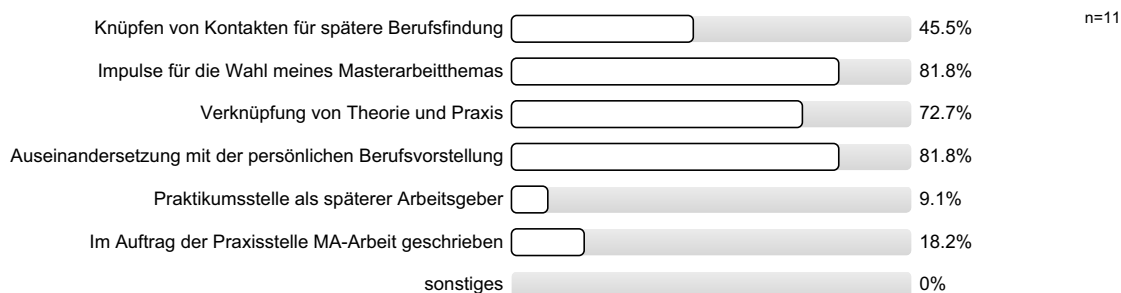 n=11
Knüpfen von Kontakten für spätere Berufsfindung 45.5%
Impulse für die Wahl meines Masterarbeitthemas 81.8%
Verknüpfung von Theorie und Praxis 72.7%
Auseinandersetzung mit der persönlichen Berufsvorstellung 81.8%
Praktikumsstelle als späterer Arbeitsgeber 9.1%
Im Auftrag der Praxisstelle MA-Arbeit geschrieben 18.2%
sonstiges 0%